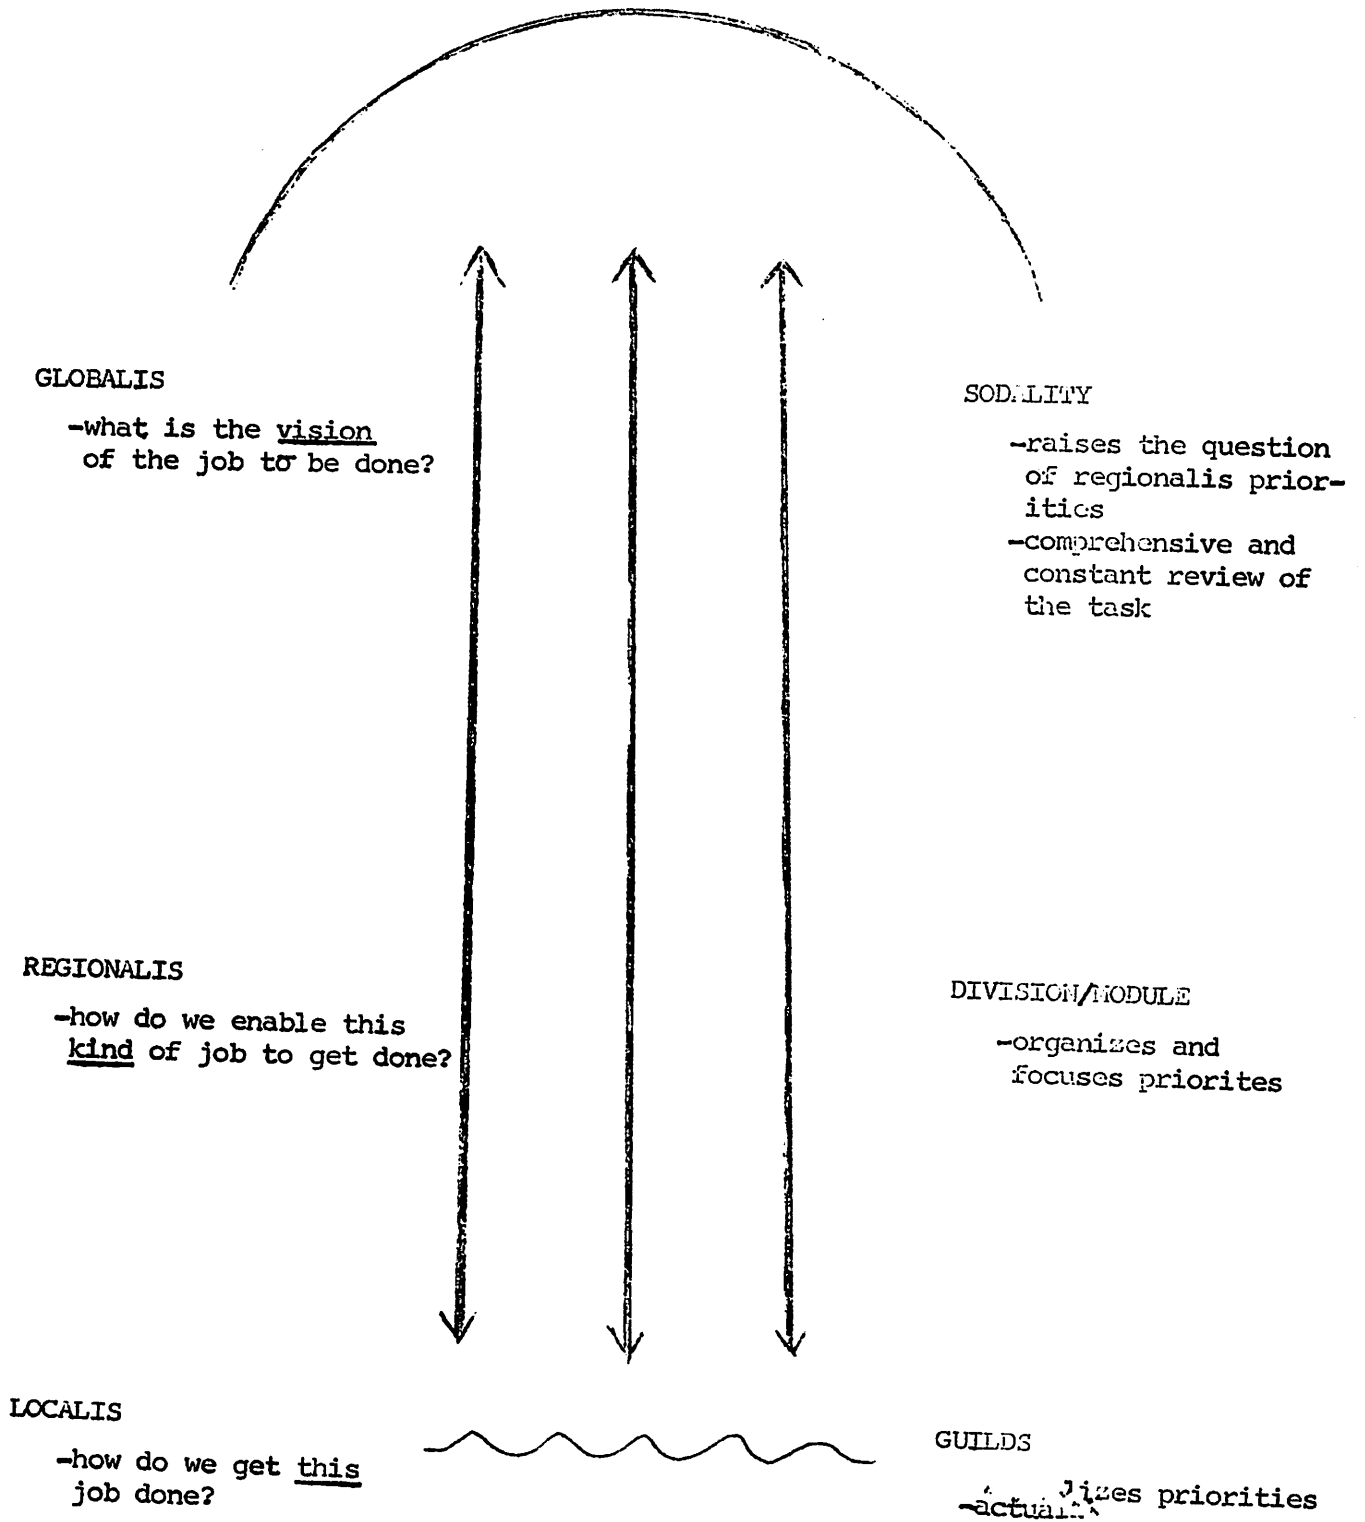 GLOBALIS
-what is the vision
of the job to be done?
SODALITY
-raises the question
of regionalis prior-
ities
-comprehensive and
constant review of
the task
REGIONALIS
-how do we enable this
kind of job to get done?
DIVISION/MODULE
-organizes and
focuses priorites
LOCALIS
-how do we get this
job done?
GUILDS
-actualizes priorities